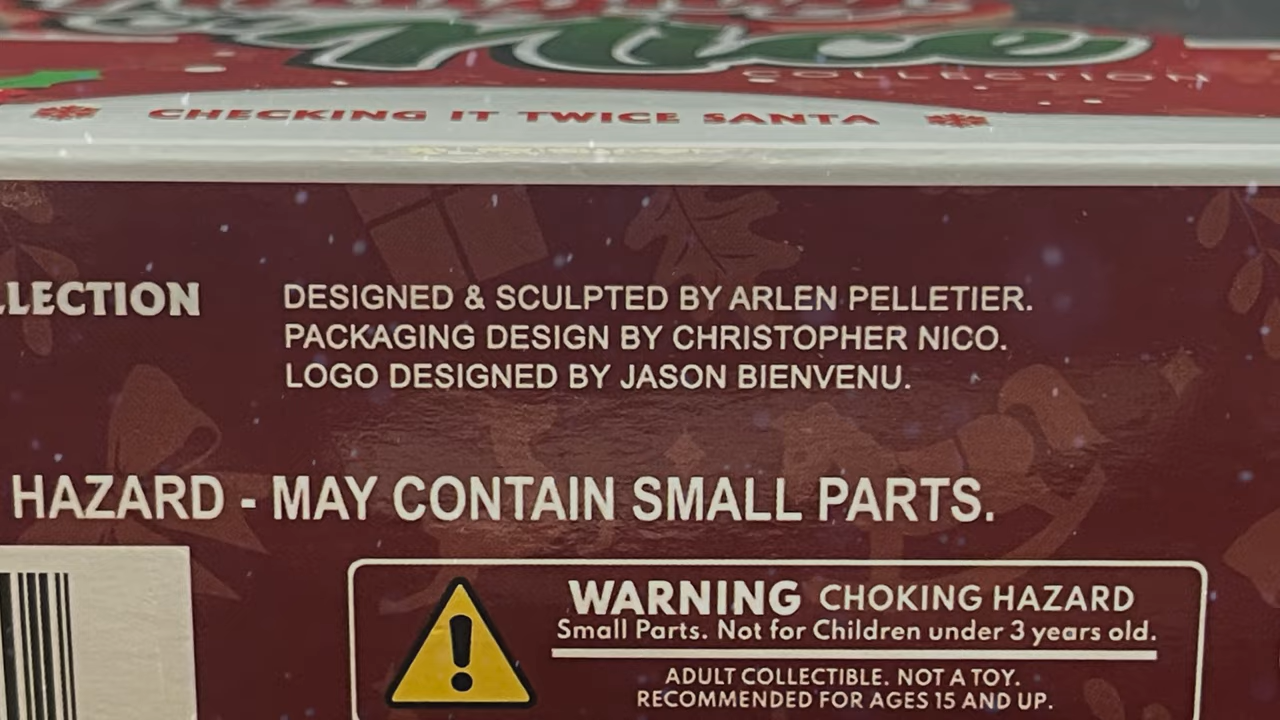 Nice
COLLECTION
CHECKING IT TWICE SANTA
LLECTION
DESIGNED & SCULPTED BY ARLEN PELLETIER.
PACKAGING DESIGN BY CHRISTOPHER NICO.
LOGO DESIGNED BY JASON BIENVENU.
HAZARD - MAY CONTAIN SMALL PARTS.
WARNING CHOKING HAZARD
Small Parts. Not for Children under 3 years old.
ADULT COLLECTIBLE. NOT A TOY.
RECOMMENDED FOR AGES 15 AND UP.